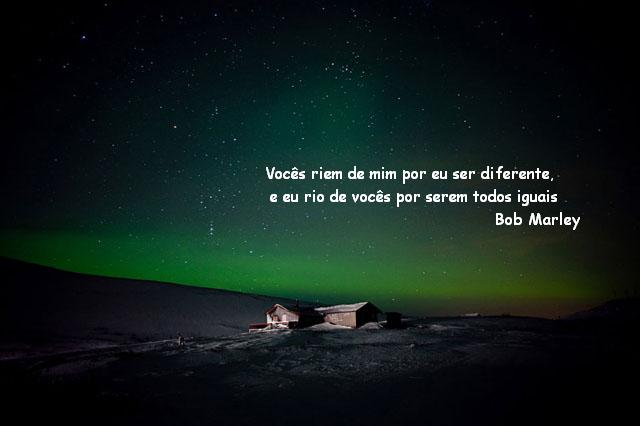 Vocês riem de mim por eu ser diferente,
e eu rio de vocês por serem todos iguais
Bob Marley